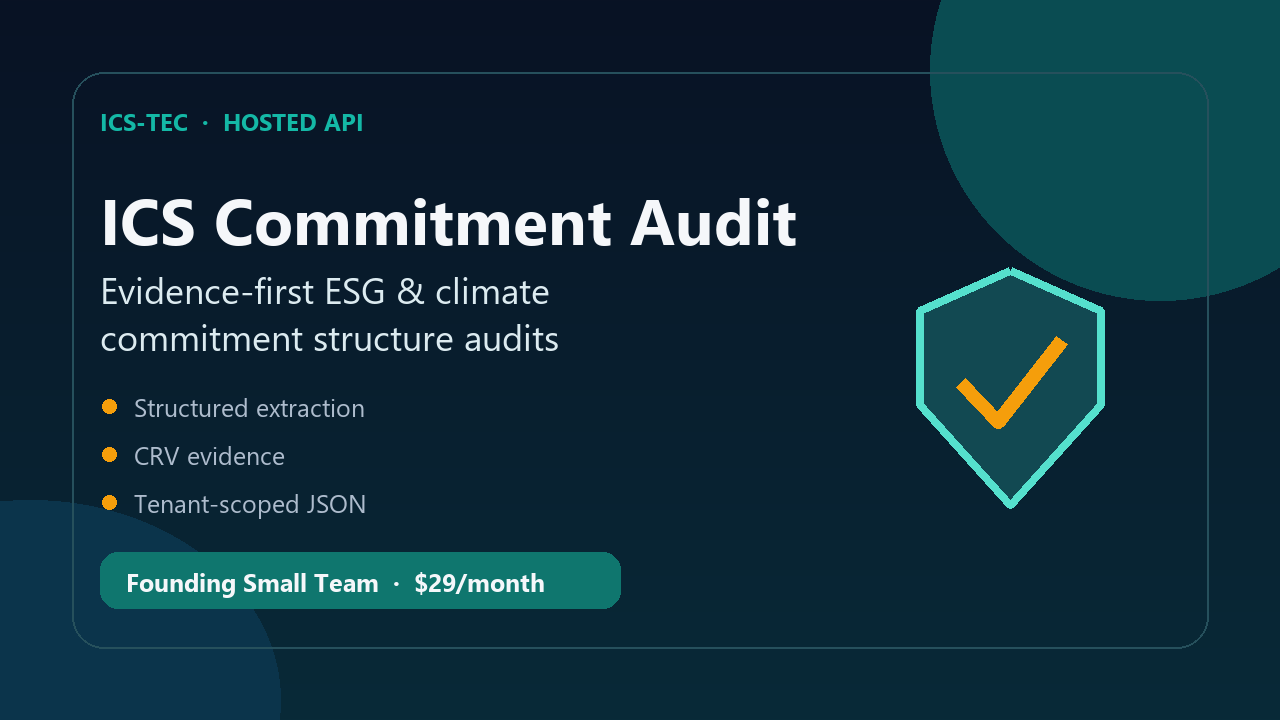 ICS-TEC · HOSTED API
ICS Commitment Audit
Evidence-first ESG & climate
commitment structure audits
Structured extraction
CRV evidence
Tenant-scoped JSON
Founding Small Team · $29/month